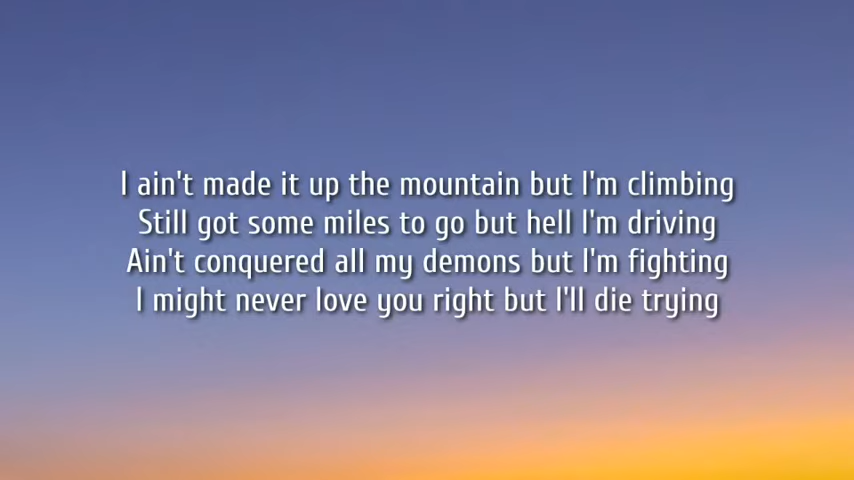 I ain't made it up the mountain but I'm climbing
Still got some miles to go but hell I'm driving
Ain't conquered all my demons but I'm fighting
I might never love you right but I'll die trying